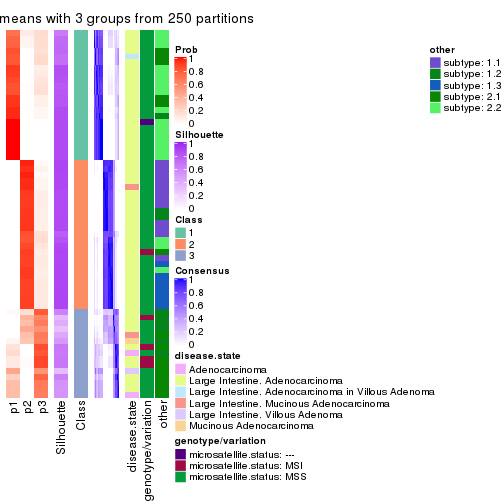 means with 3 groups from 250 partitions
Prob
1
0.8
0.6
0.4
0.2
0
Silhouette
1
0.8
0.6
0.4
0.2
0
Class
1
2
3
Consensus
1
0.8
0.6
0.4
0.2
0
disease.state
Adenocarcinoma
Large Intestine. Adenocarcinoma
Large Intestine. Adenocarcinoma in Villous Adenoma
Large Intestine. Mucinous Adenocarcinoma
Large Intestine. Villous Adenoma
Mucinous Adenocarcinoma
genotype/variation
microsatellite.status: ---
microsatellite.status: MSI
microsatellite.status: MSS
other
subtype: 1.1
subtype: 1.2
subtype: 1.3
subtype: 2.1
subtype: 2.2
p1
p2
p3
Silhouette
Class
disease.state
genotype/variation
other